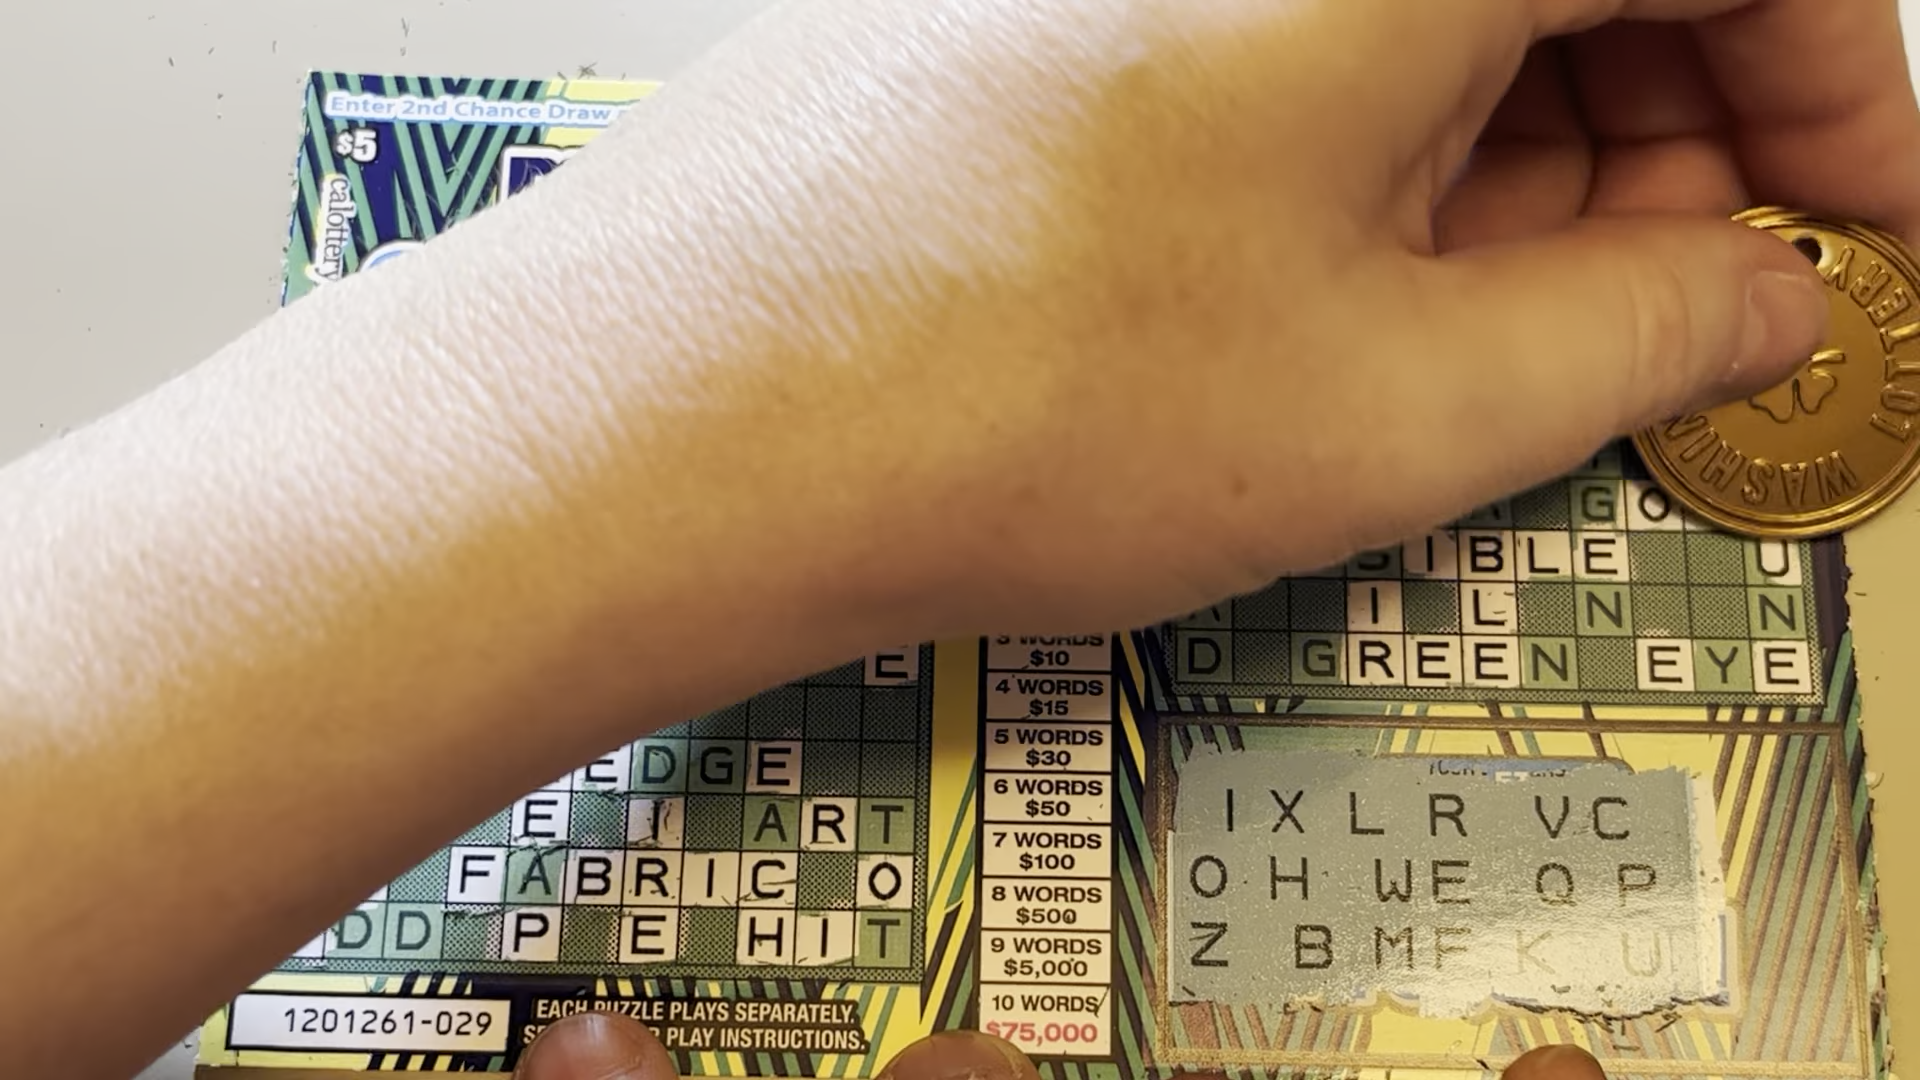 Enter 2nd Chance Draw
$5
calottery
GO
SIBLE U
I L N N
D GREEN EYE
E
3 WORDS
$10
4 WORDS
$15
5 WORDS
$30
6 WORDS
$50
7 WORDS
$100
8 WORDS
$500
9 WORDS
$5,000
10 WORDS
$75,000
EDGE
E I ART
FABRIC O
DD P E HIT
I X L R V C
O H W E Q P
Z B M F K U
1201261-029
EACH PUZZLE PLAYS SEPARATELY.
PLAY INSTRUCTIONS.
WASHIN
LOTTERY